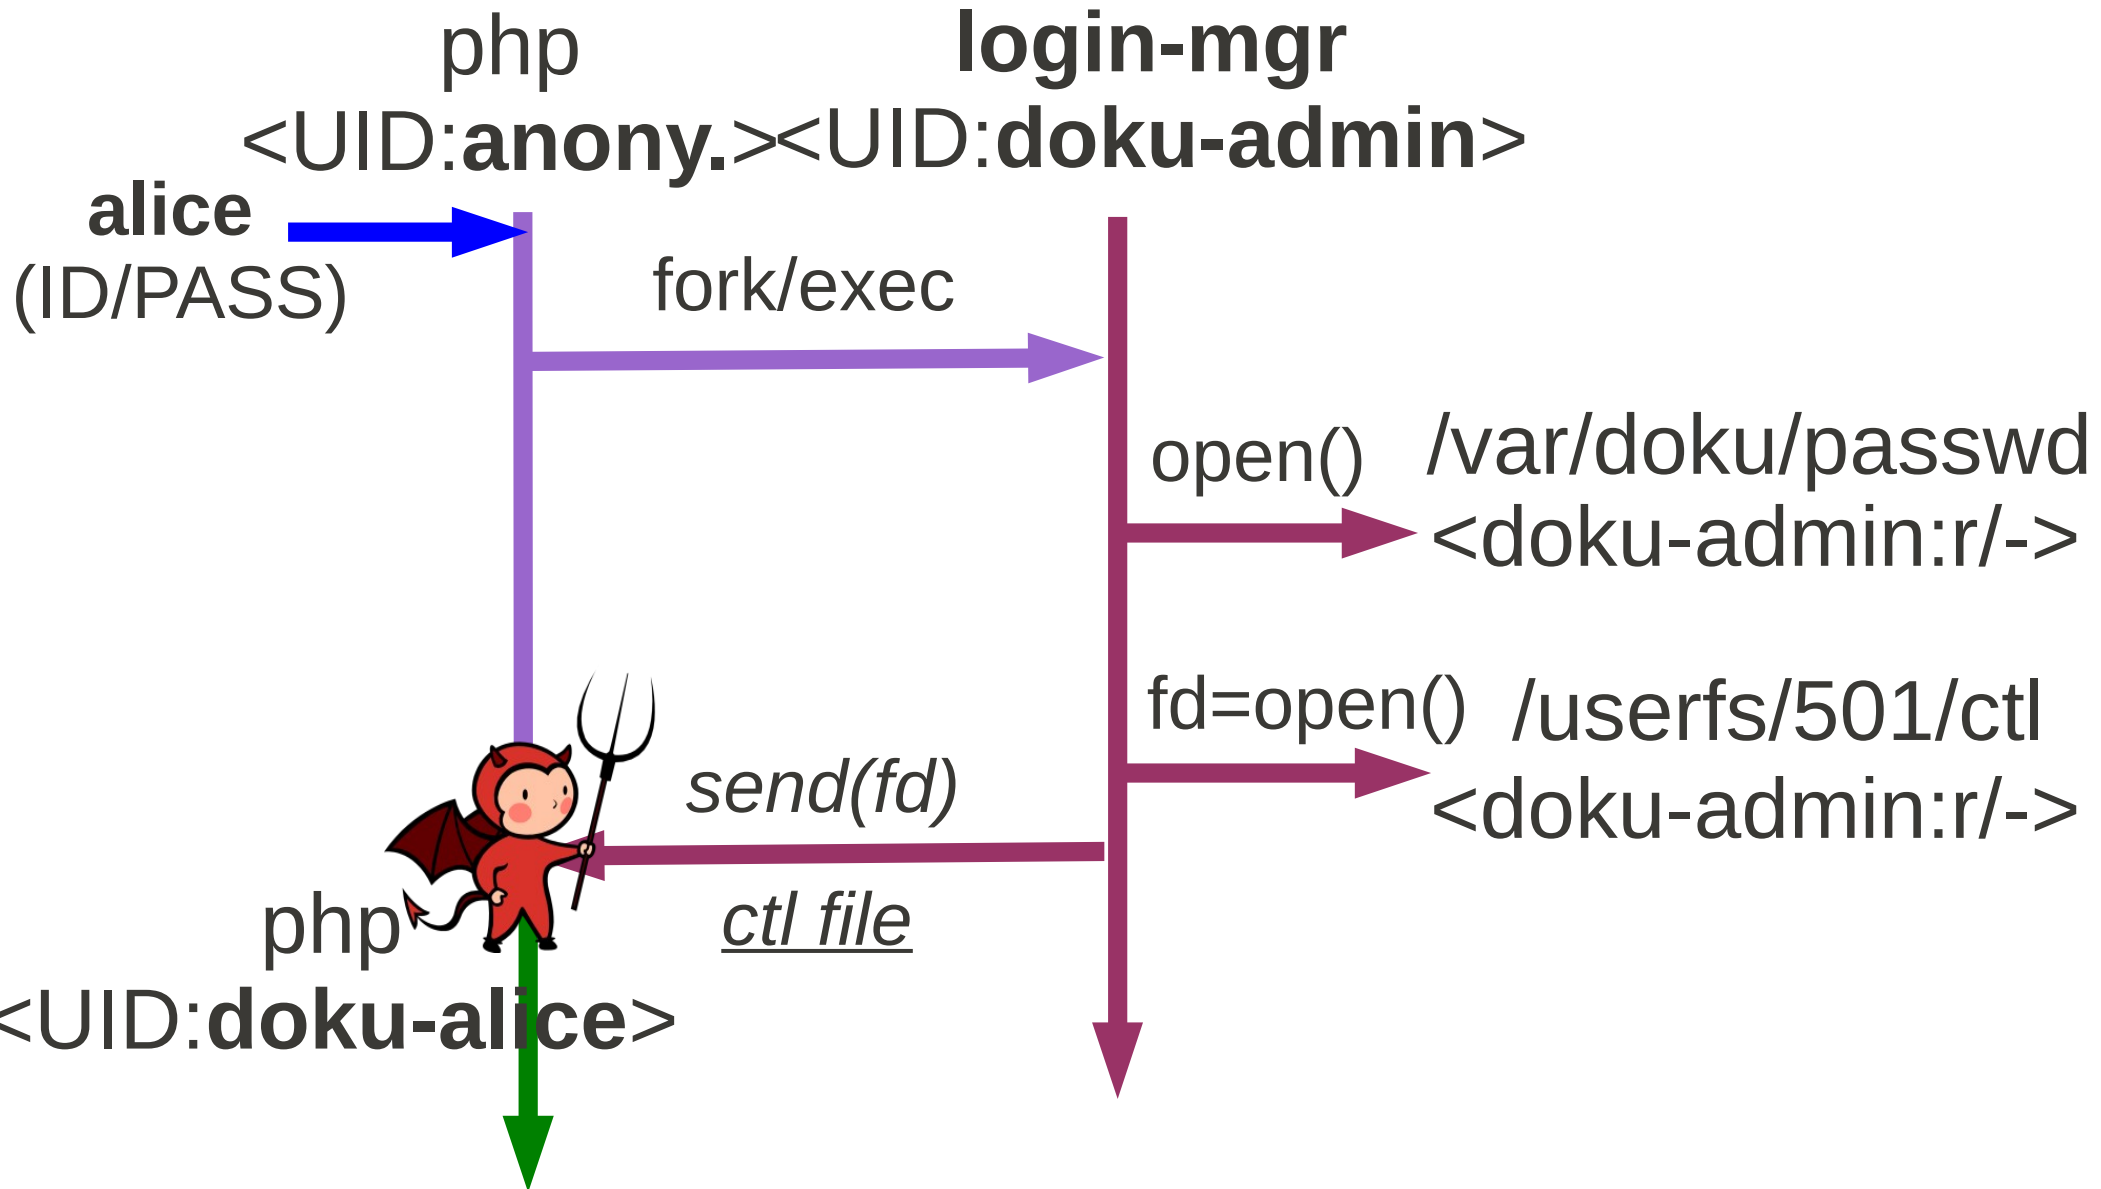 php
<UID:anony.>
login-mgr
<UID:doku-admin>
alice
(ID/PASS)
fork/exec
open()
/var/doku/passwd
<doku-admin:r/->
fd=open()
/userfs/501/ctl
<doku-admin:r/->
send(fd)
ctl file
php
<UID:doku-alice>